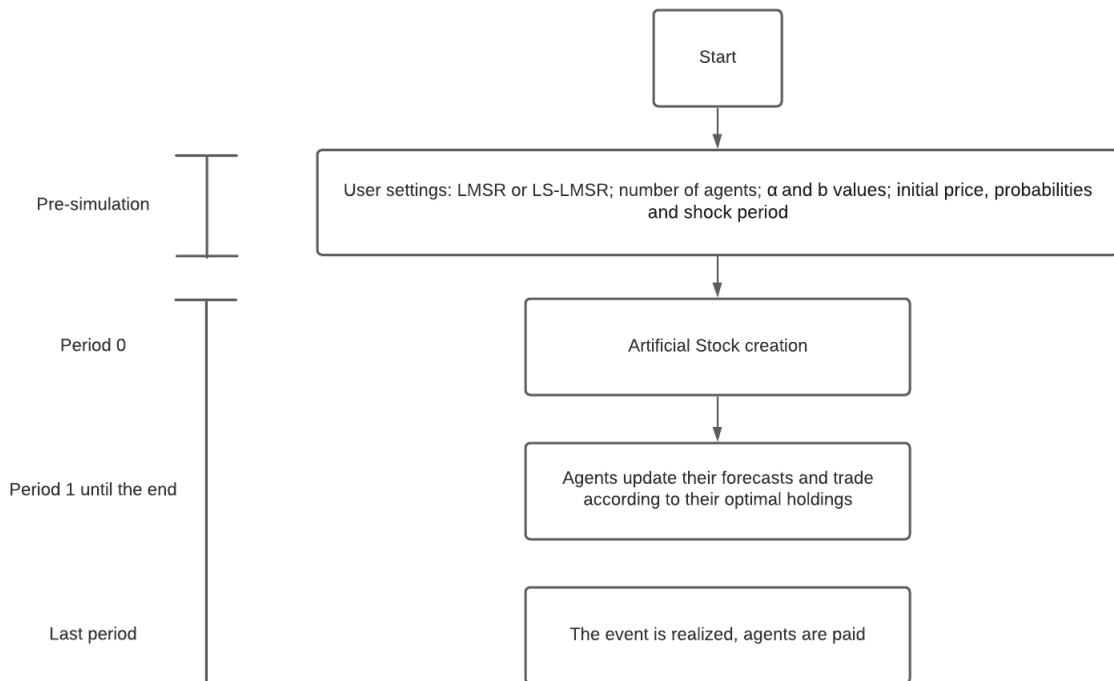 Start
Pre-simulation
User settings: LMSR or LS-LMSR; number of agents; α and b values; initial price, probabilities
and shock period
Period 0
Artificial Stock creation
Period 1 until the end
Agents update their forecasts and trade
according to their optimal holdings
Last period
The event is realized, agents are paid